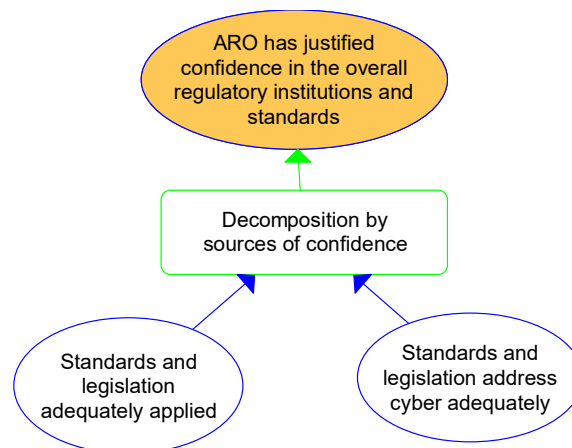 ARO has justified
confidence in the overall
regulatory institutions and
standards
Decomposition by
sources of confidence
Standards and
legislation
adequately applied
Standards and
legislation address
cyber adequately